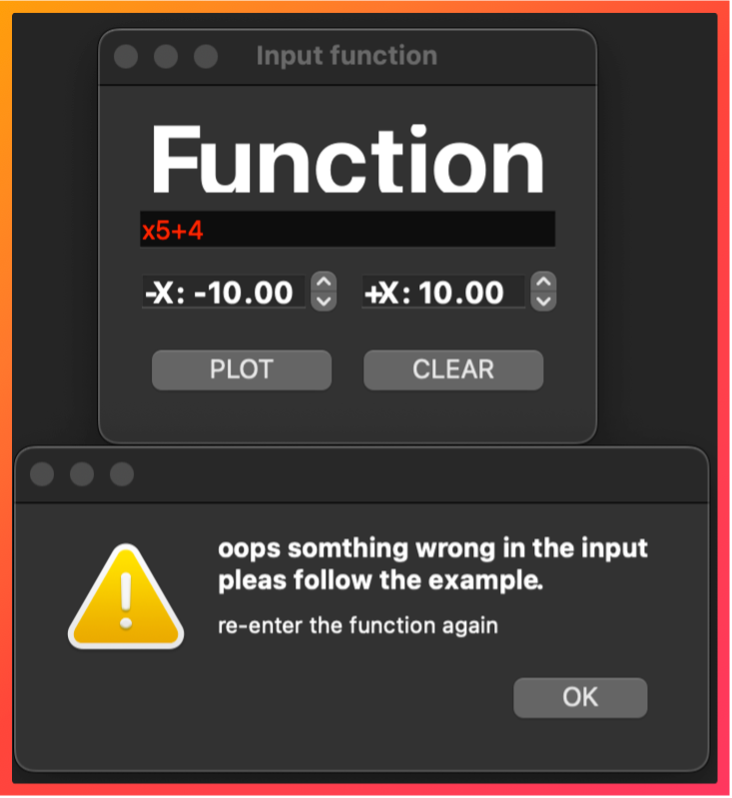 Input function
Function
x5+4
-X: -10.00 +X: 10.00
PLOT CLEAR
oops somthing wrong in the input
pleas follow the example.
re-enter the function again
OK